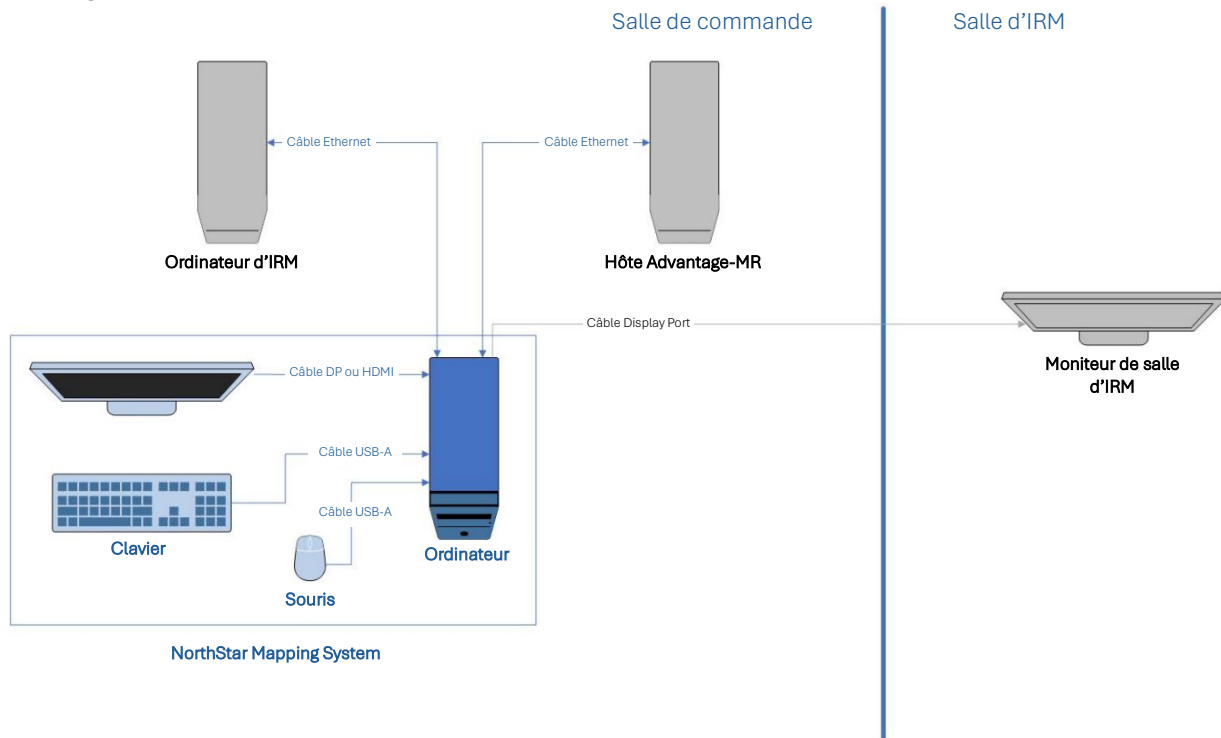 Salle de commande
Salle d'IRM
Câble Ethernet
Câble Ethernet
Ordinateur d'IRM
Hôte Advantage-MR
Câble Display Port
Moniteur de salle
d'IRM
Câble DP ou HDMI
Câble USB-A
Câble USB-A
Clavier
Ordinateur
Souris
NorthStar Mapping System